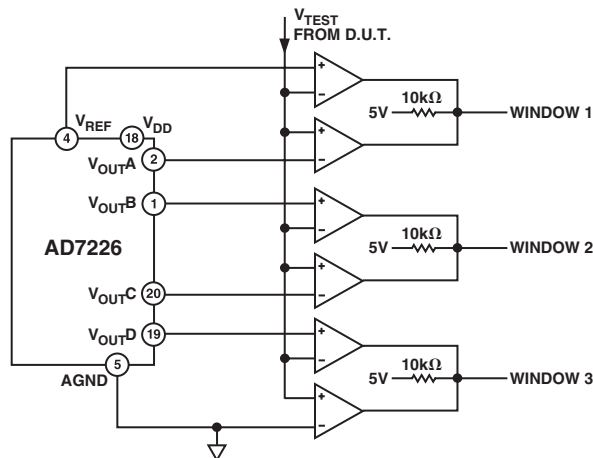 VTEST
FROM D.U.T.
+
−
10kΩ
5V
WINDOW 1
+
−
4
VREF
18
VDD
VOUTA
2
VOUTB
1
AD7226
+
−
10kΩ
5V
WINDOW 2
+
−
VOUTC
20
VOUTD
19
5
AGND
+
−
10kΩ
5V
WINDOW 3
+
−